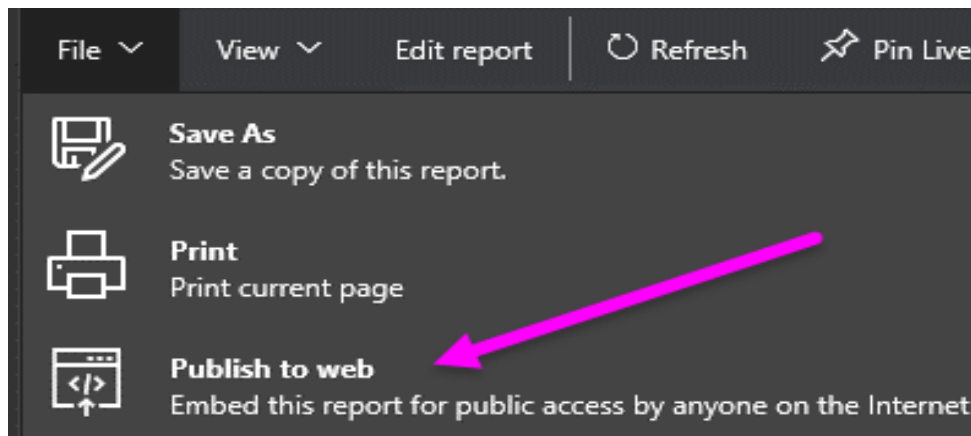 File View Edit report Refresh Pin Live
Save As
Save a copy of this report.
Print
Print current page
Publish to web
Embed this report for public access by anyone on the Internet